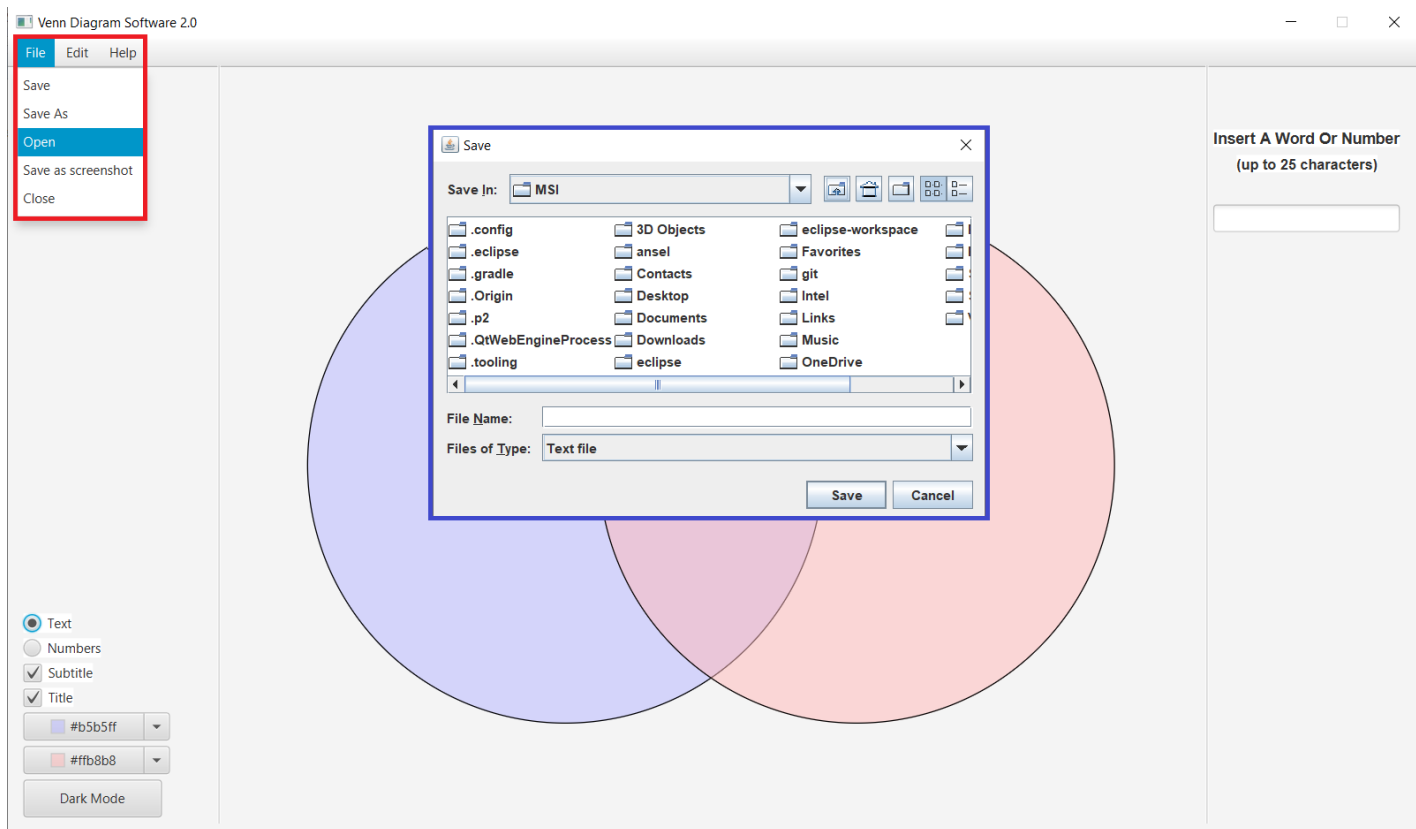 Venn Diagram Software 2.0
File Edit Help
Save
Save As
Open
Save as screenshot
Close
Save
Save In: MSI
.config 3D Objects eclipse-workspace
.eclipse ansel Favorites
.gradle Contacts git
.Origin Desktop Intel
.p2 Documents Links
.QtWebEngineProcess Downloads Music
.tooling eclipse OneDrive
File Name:
Files of Type: Text file
Save Cancel
Insert A Word Or Number
(up to 25 characters)
Text
Numbers
Subtitle
Title
#b5b5ff
#ffb8b8
Dark Mode